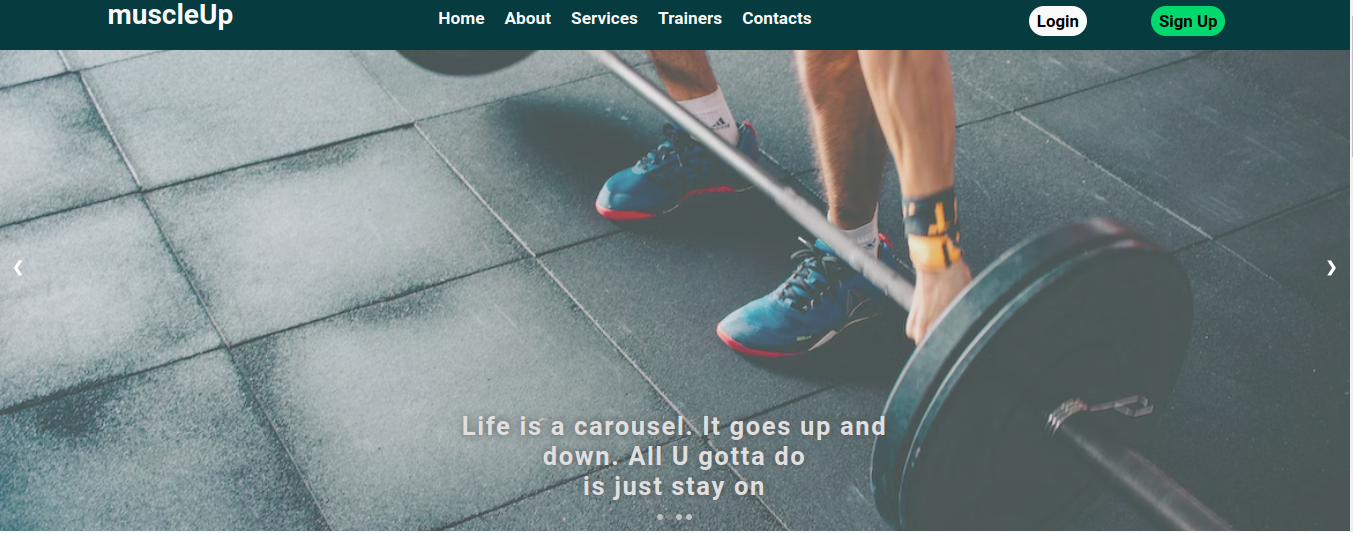 muscleUp
Home About Services Trainers Contacts
Login
Sign Up
❮
❯
Life is a carousel. It goes up and
down. All U gotta do
is just stay on